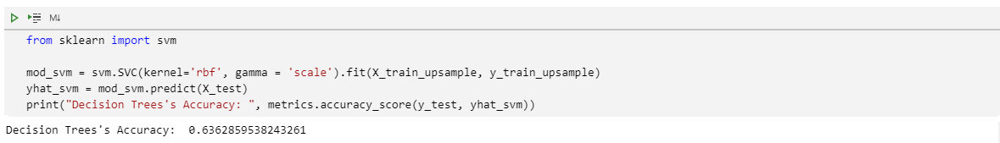 M↓
from sklearn import svm
mod_svm = svm.SVC(kernel='rbf', gamma = 'scale').fit(X_train_upsample, y_train_upsample)
yhat_svm = mod_svm.predict(X_test)
print("Decision Trees's Accuracy: ", metrics.accuracy_score(y_test, yhat_svm))
Decision Trees's Accuracy:  0.6362859538243261